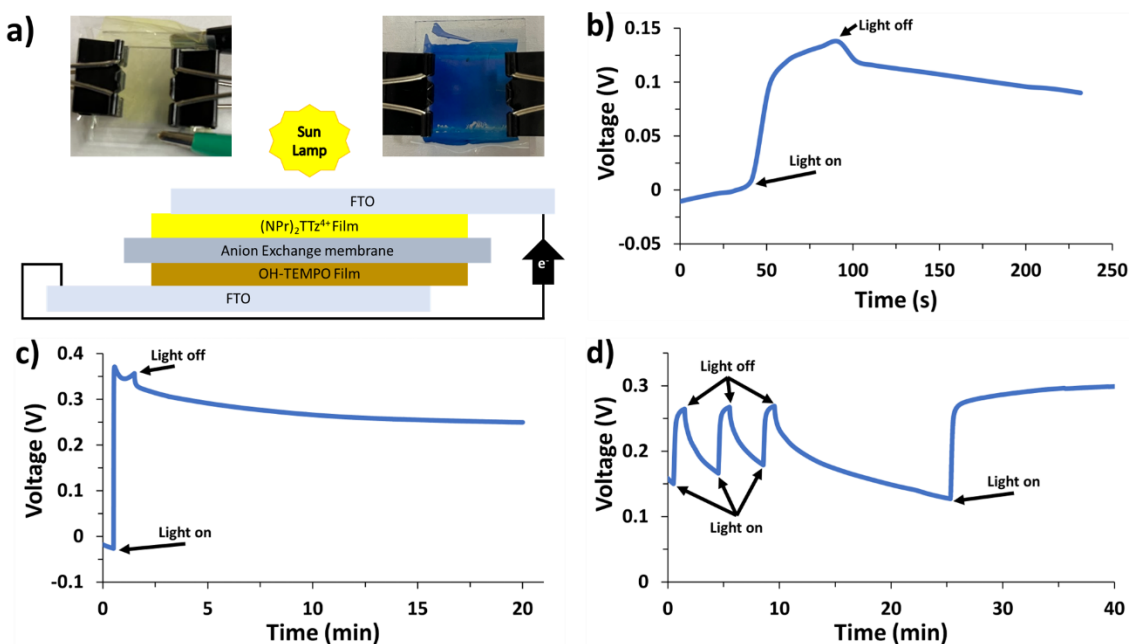 a)
Sun
Lamp
FTO
(NPr)₂TTz⁴⁺Film
Anion Exchange membrane
OH-TEMPO Film
FTO
e⁻
b)
Voltage (V)
0.15
0.1
0.05
0
-0.05
Light off
Light on
0
50
100
150
200
250
Time (s)
c)
Voltage (V)
0.4
0.3
0.2
0.1
0
-0.1
Light off
Light on
0
5
10
15
20
Time (min)
d)
Voltage (V)
0.3
0.2
0.1
0
Light off
Light on
Light on
0
10
20
30
40
Time (min)